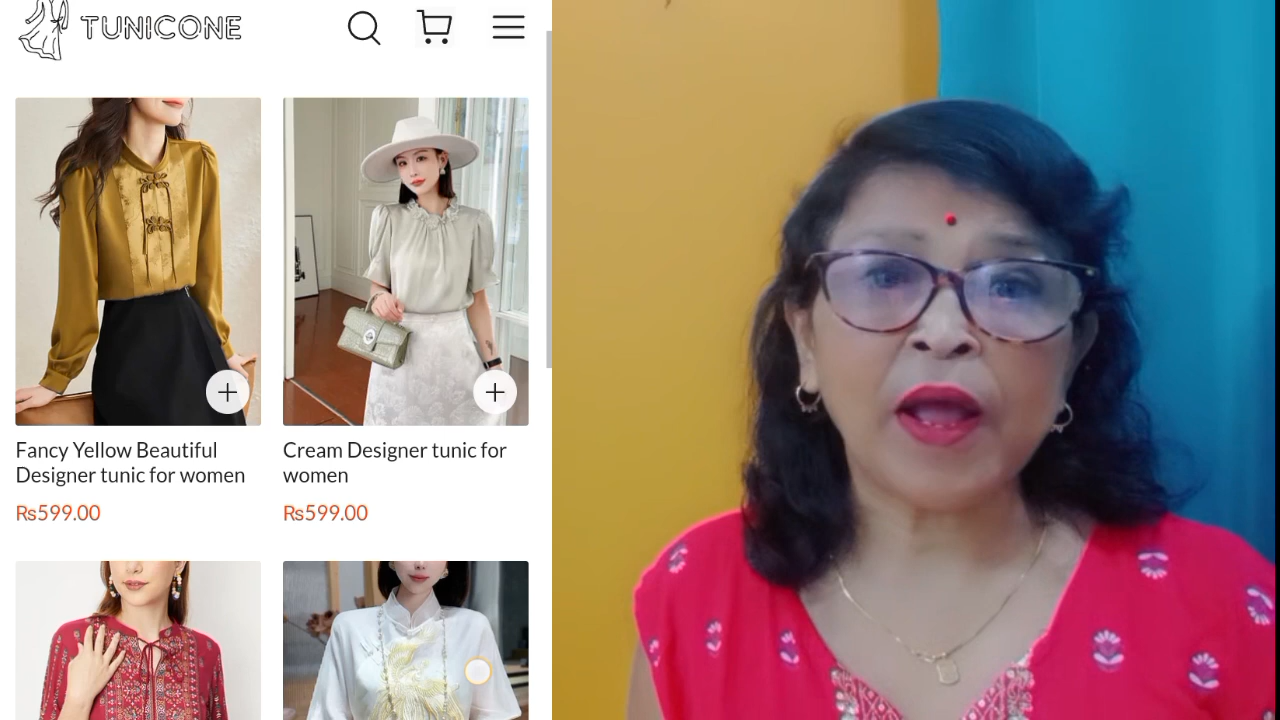 TUNICONE
Fancy Yellow Beautiful
Designer tunic for women
Rs599.00
Cream Designer tunic for
women
Rs599.00